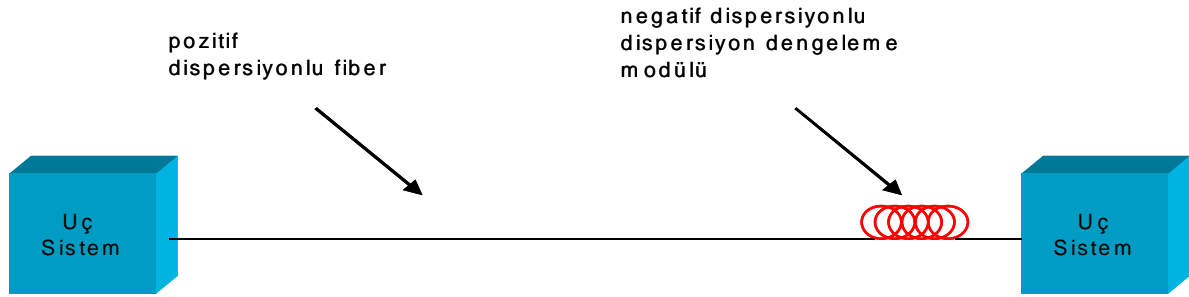 pozitif
dispersiyonlu fiber
negatif dispersiyonlu
dispersiyon dengeleme
modülü
Uç
Sistem
Uç
Sistem